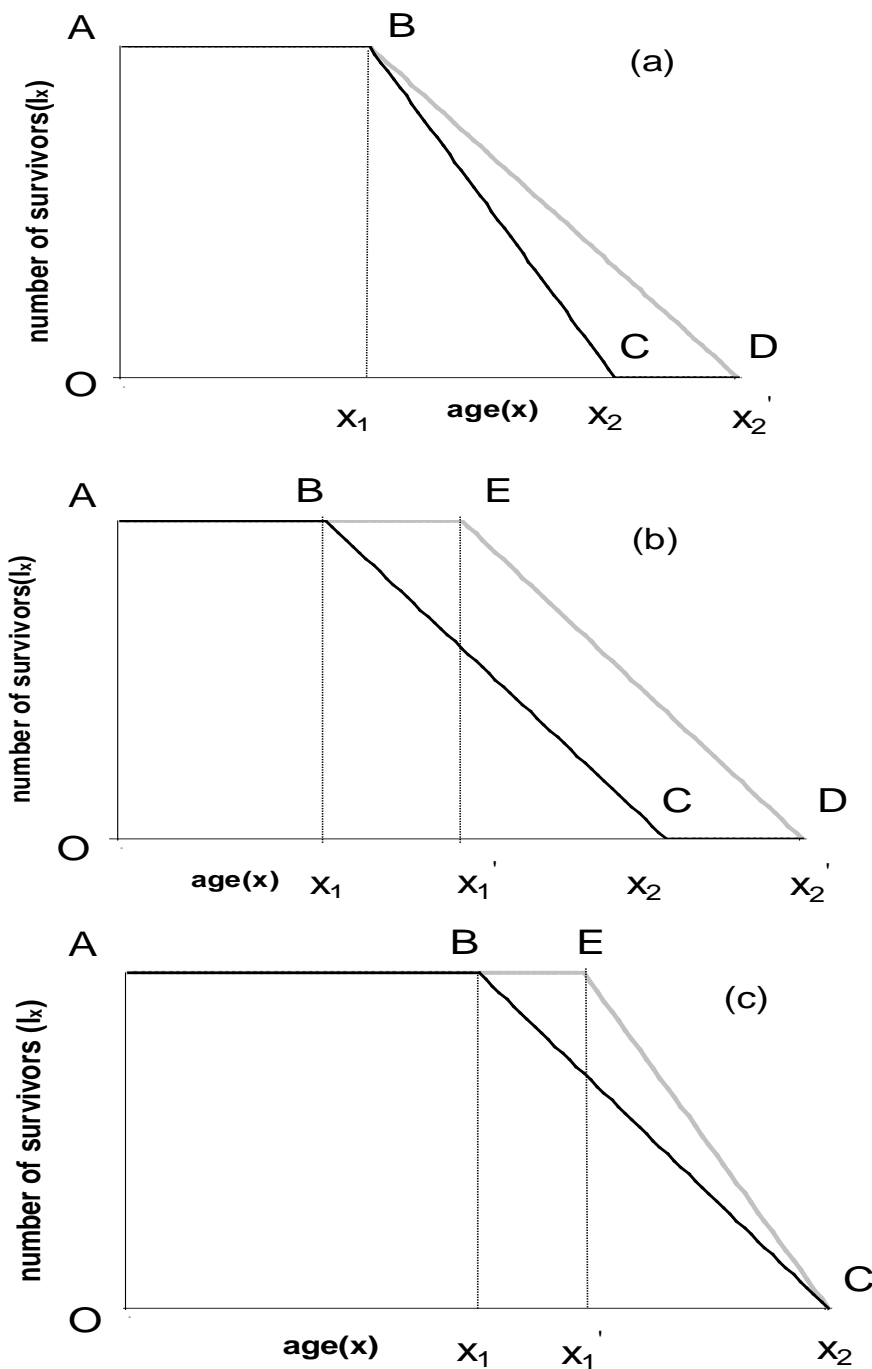 A B
(a)
number of survivors(lx)
C D
O
x1 age(x) x2 x2'
A B E
(b)
number of survivors(lx)
C D
O
age(x) x1 x1' x2 x2'
A B E
(c)
number of survivors (lx)
C
O
age(x) x1 x1' x2